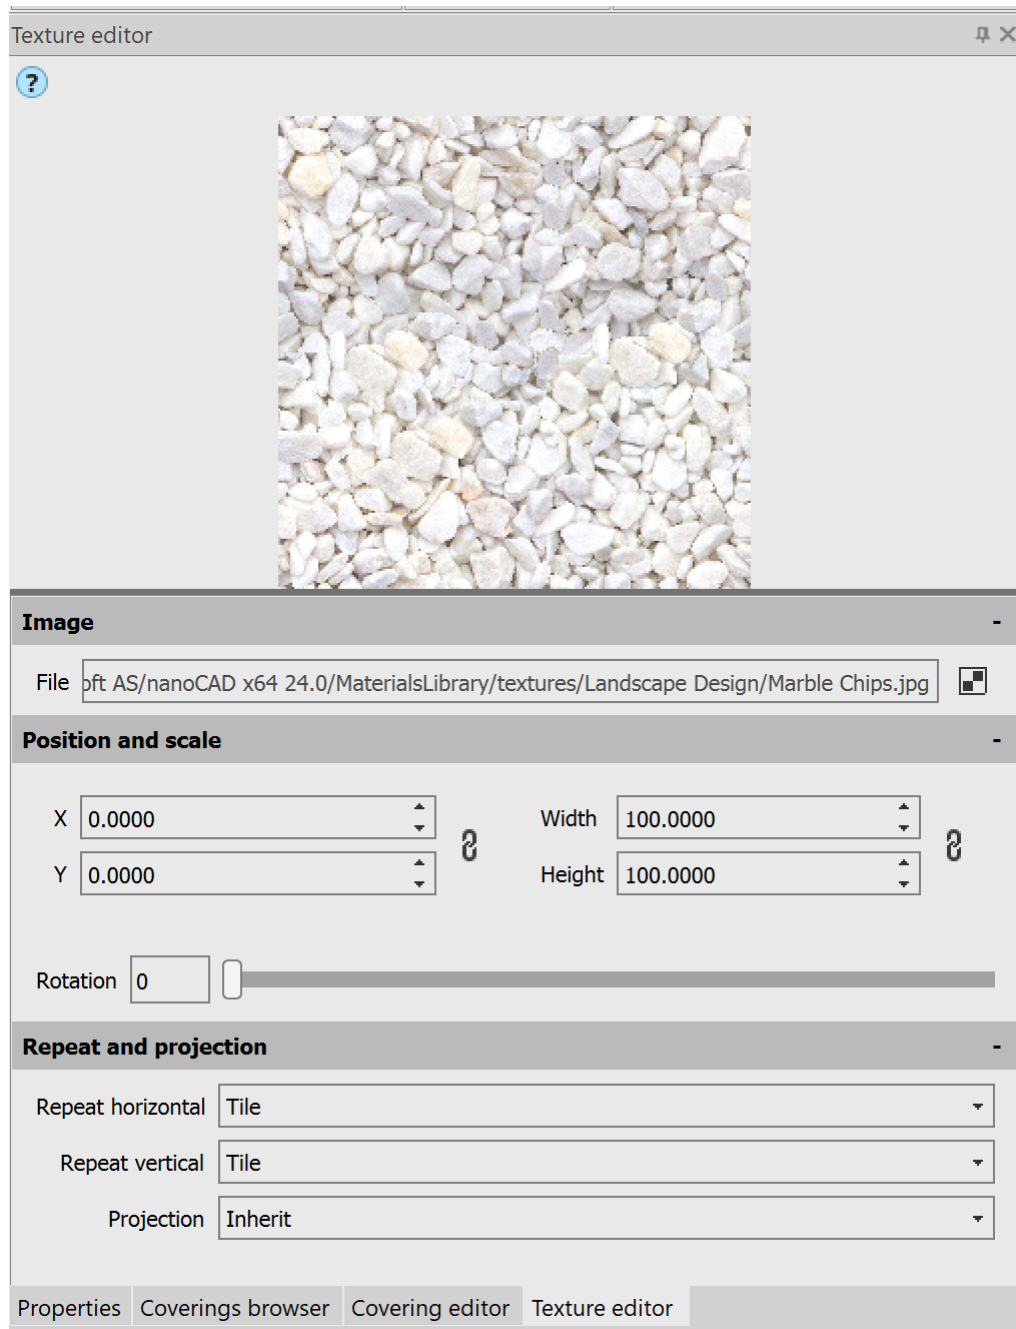 Texture editor
?
Image
-
File oft AS/nanoCAD x64 24.0/MaterialsLibrary/textures/Landscape Design/Marble Chips.jpg
Position and scale
-
X 0.0000 Width 100.0000
Y 0.0000 Height 100.0000
Rotation 0
Repeat and projection
-
Repeat horizontal Tile
Repeat vertical Tile
Projection Inherit
Properties Coverings browser Covering editor Texture editor